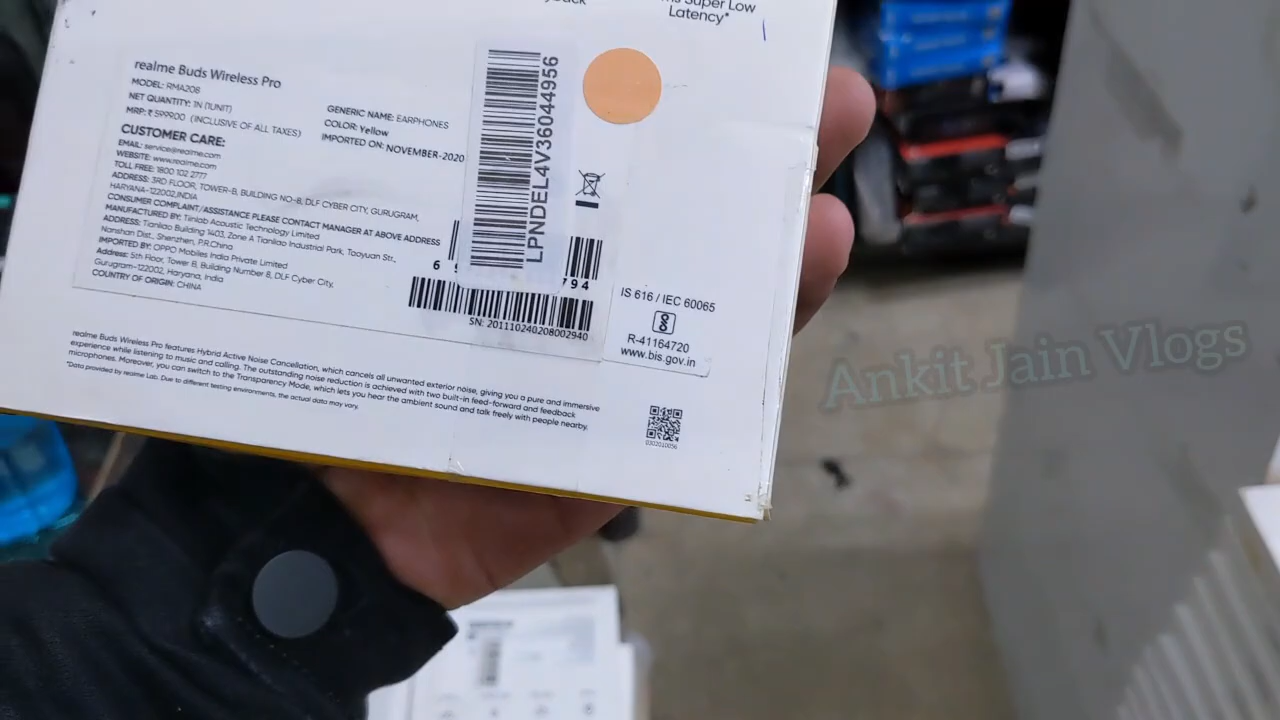 Super Low
Latency*
realme Buds Wireless Pro
MODEL: RMA208
NET QUANTITY: 1N (1UNIT)
MRP: ₹ 5999.00 (INCLUSIVE OF ALL TAXES)
GENERIC NAME: EARPHONES
COLOR: Yellow
IMPORTED ON: NOVEMBER-2020
CUSTOMER CARE:
EMAIL: service@realme.com
WEBSITE: www.realme.com
TOLL FREE: 1800 102 2777
ADDRESS: 3RD FLOOR, TOWER-B, BUILDING NO-8, DLF CYBER CITY, GURUGRAM,
HARYANA-122002,INDIA
CONSUMER COMPLAINT/ASSISTANCE PLEASE CONTACT MANAGER AT ABOVE ADDRESS
MANUFACTURED BY: Tiinlab Acoustic Technology Limited
ADDRESS: Tianliao Building 1403, Zone A Tianliao Industrial Park, Taoyuan Str.,
Nanshan Dist., Shenzhen, P.R.China
IMPORTED BY: OPPO Mobiles India Private Limited
Address: 5th Floor, Tower B, Building Number 8, DLF Cyber City,
Gurugram-122002, Haryana, India
COUNTRY OF ORIGIN: CHINA
LPNDEL4V36044956
6
794
SN: 201110240208002940
IS 616 / IEC 60065
R-41164720
www.bis.gov.in
realme Buds Wireless Pro features Hybrid Active Noise Cancellation, which cancels all unwanted exterior noise, giving you a pure and immersive
experience while listening to music and calling. The outstanding noise reduction is achieved with two built-in feed-forward and feedback
microphones. Moreover, you can switch to the Transparency Mode, which lets you hear the ambient sound and talk freely with people nearby.
*Data provided by realme Lab. Due to different testing environments, the actual data may vary.
Ankit Jain Vlogs